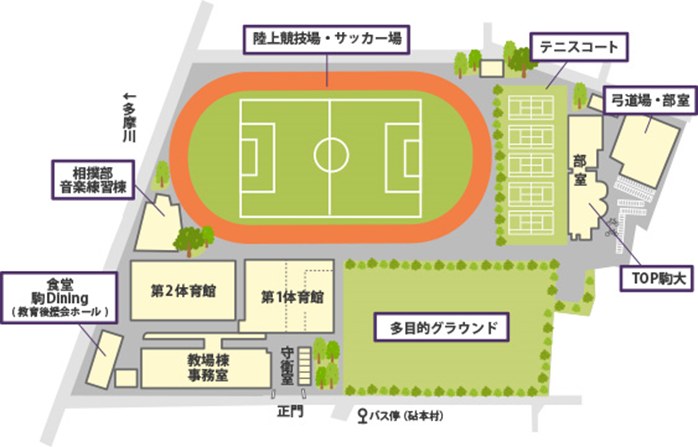 陸上競技場・サッカー場
テニスコート
←多摩川
弓道場・部室
相撲部
音楽練習棟
部室
TOP駒大
食堂
駒Dining
(教育後援会ホール)
第2体育館
第1体育館
多目的グラウンド
教場棟
事務室
守衛室
正門
バス停(砧本村)